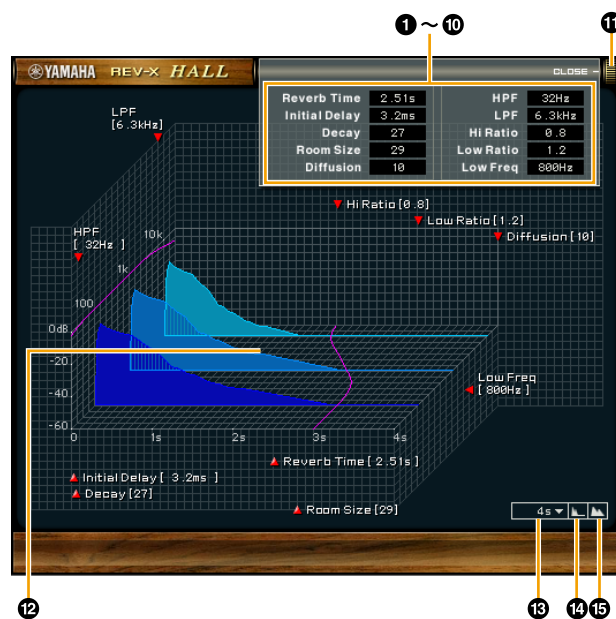 ❶～❿
⓫
YAMAHA REV-X HALL
CLOSE
Reverb Time 2.51s HPF 32Hz
Initial Delay 3.2ms LPF 6.3kHz
Decay 27 Hi Ratio 0.8
Room Size 29 Low Ratio 1.2
Diffusion 10 Low Freq 800Hz
LPF
[6.3kHz]
Hi Ratio[0.8]
Low Ratio[1.2]
Diffusion[10]
HPF
[ 32Hz ]
10k
1k
100
0dB
-20
-40
-60
0 1s 2s 3s 4s
Low Freq
[ 800Hz ]
Reverb Time[ 2.51s]
Initial Delay[ 3.2ms ]
Decay[27]
Room Size[29]
4s
⓬ ⓭ ⓮ ⓯